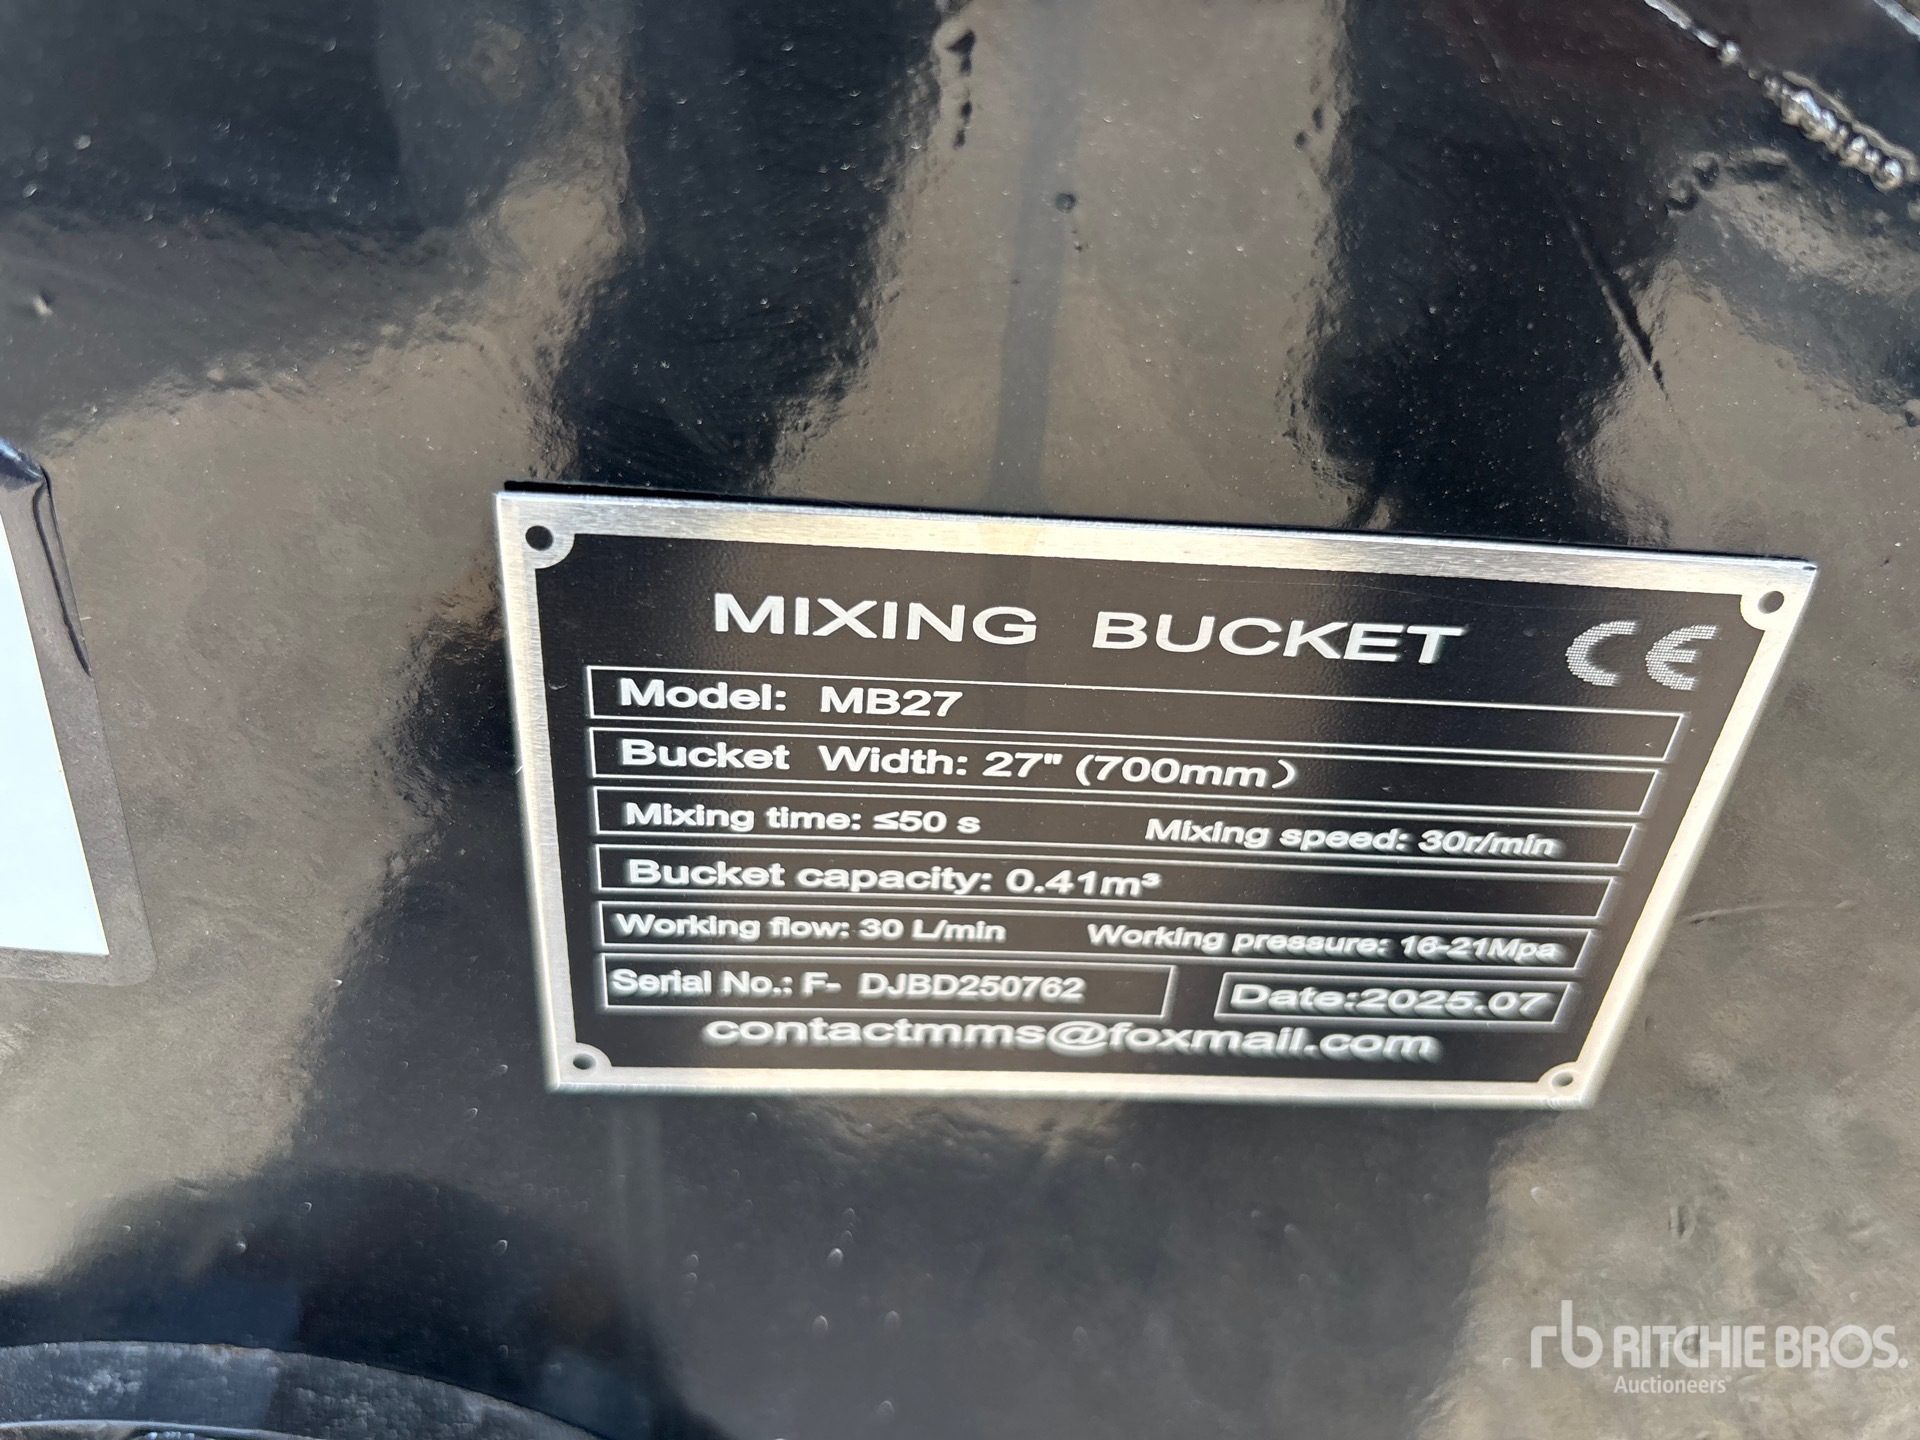 MIXING BUCKET CE
Model: MB27
Bucket Width: 27" (700mm)
Mixing time: ≤50 s Mixing speed: 30r/min
Bucket capacity: 0.41m³
Working flow: 30 L/min Working pressure: 16-21Mpa
Serial No.: F- DJBD250762 Date:2025.07
contactmms@foxmail.com
rb RITCHIE BROS.
Auctioneers